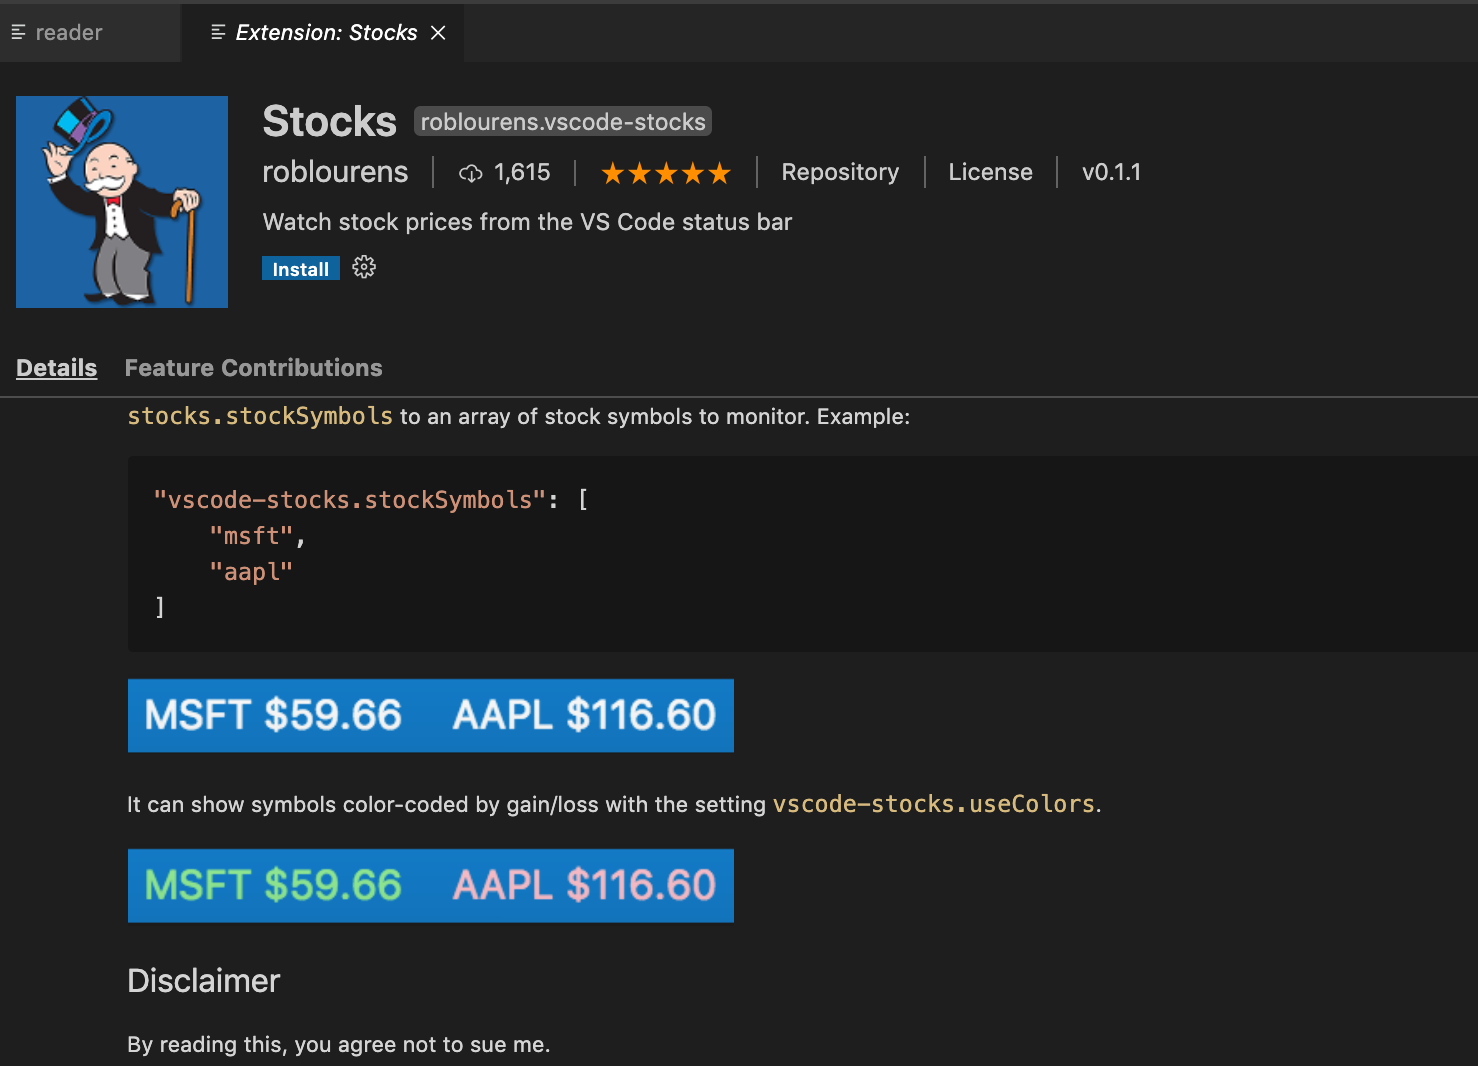 reader
Extension: Stocks
Stocks roblourens.vscode-stocks
roblourens 1,615 Repository License v0.1.1
Watch stock prices from the VS Code status bar
Install
Details Feature Contributions
stocks.stockSymbols to an array of stock symbols to monitor. Example:
"vscode-stocks.stockSymbols": [
"msft",
"aapl"
]
MSFT $59.66 AAPL $116.60
It can show symbols color-coded by gain/loss with the setting vscode-stocks.useColors.
MSFT $59.66 AAPL $116.60
Disclaimer
By reading this, you agree not to sue me.